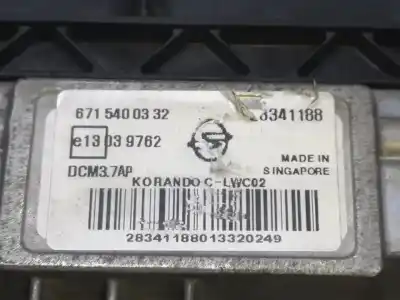 671 540 03 32
28341188
e13 03 9762
DCM3.7AP
MADE IN
SINGAPORE
KORANDO C-LWC02
28341188013320249